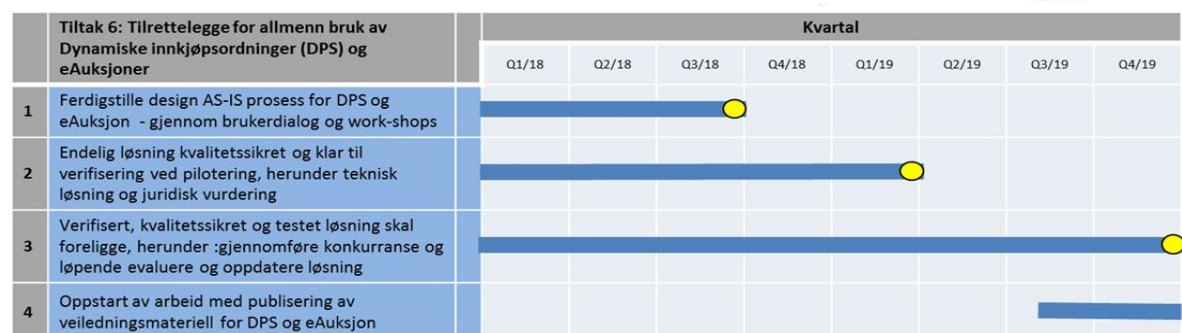 Tiltak 6: Tilrettelegge for allmenn bruk av
Dynamiske innkjøpsordninger (DPS) og
eAuksjoner
Kvartal
Q1/18 Q2/18 Q3/18 Q4/18 Q1/19 Q2/19 Q3/19 Q4/19
1
Ferdigstille design AS-IS prosess for DPS og
eAuksjon - gjennom brukerdialog og work-shops
2
Endelig løsning kvalitetssikret og klar til
verifisering ved pilotering, herunder teknisk
løsning og juridisk vurdering
3
Verifisert, kvalitetssikret og testet løsning skal
foreligge, herunder :gjennomføre konkurranse og
løpende evaluere og oppdatere løsning
4
Oppstart av arbeid med publisering av
veiledningsmateriell for DPS og eAuksjon